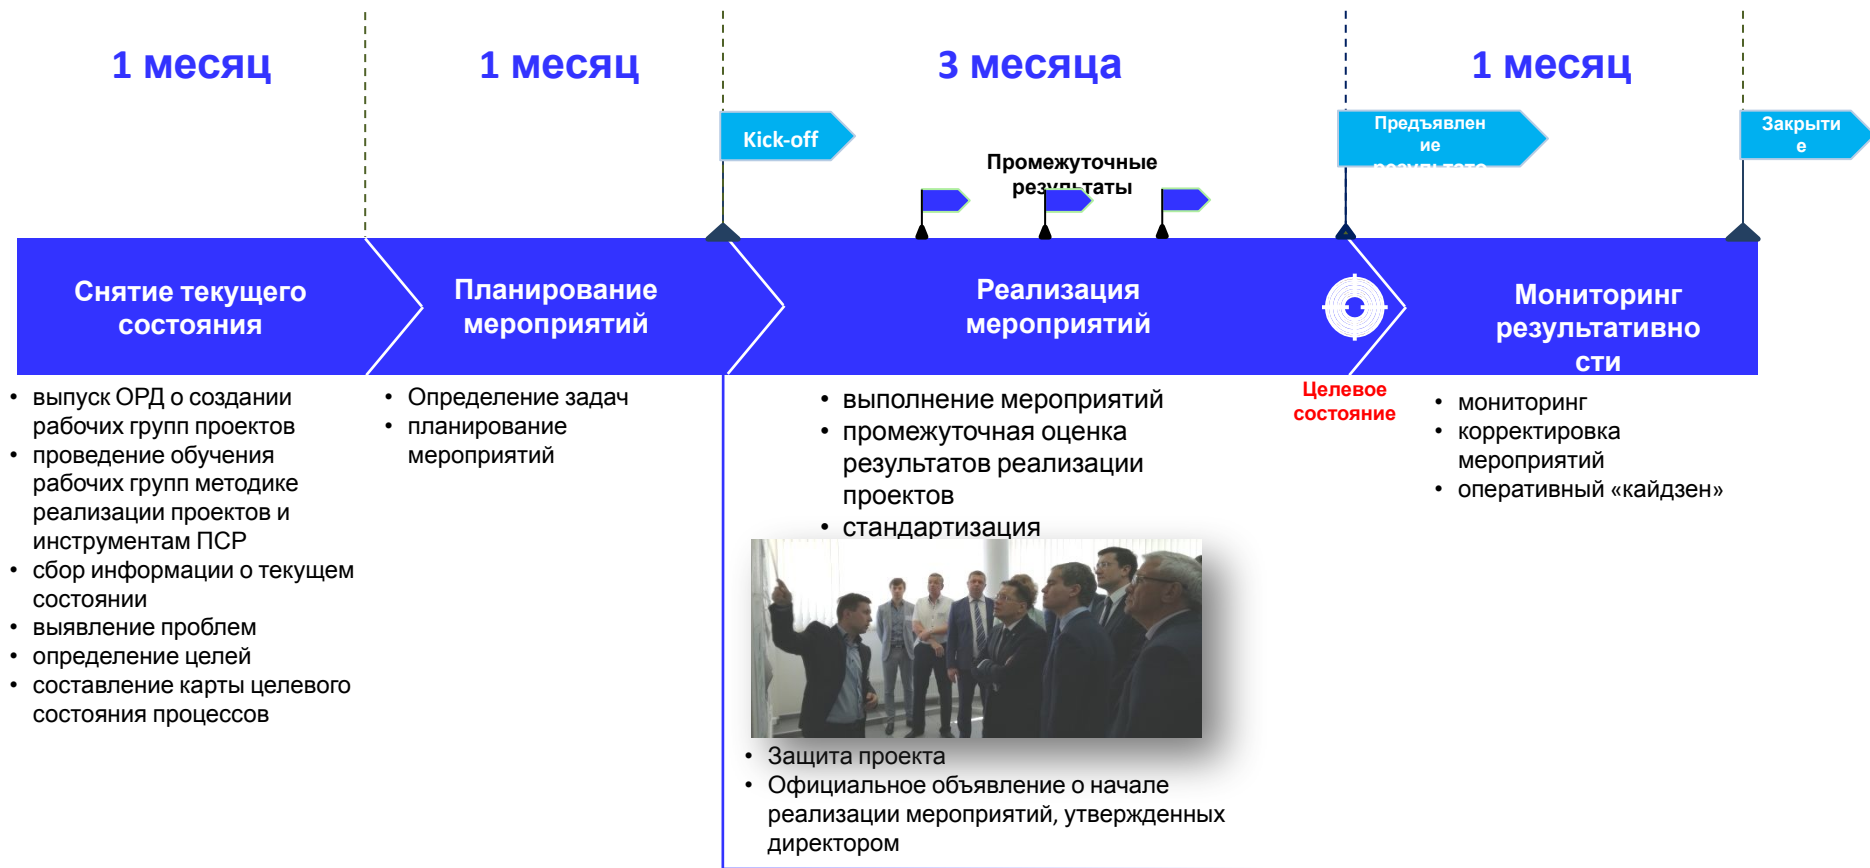 1 месяц
1 месяц
3 месяца
1 месяц
Kick-off
Промежуточные
результаты
Предъявлен
ие
результато
Закрыти
е
Снятие текущего
состояния
Планирование
мероприятий
Реализация
мероприятий
Мониторинг
результативно
сти
• выпуск ОРД о создании
рабочих групп проектов
• проведение обучения
рабочих групп методике
реализации проектов и
инструментам ПСР
• сбор информации о текущем
состоянии
• выявление проблем
• определение целей
• составление карты целевого
состояния процессов
• Определение задач
• планирование
мероприятий
• выполнение мероприятий
• промежуточная оценка
результатов реализации
проектов
• стандартизация
Целевое
состояние
• мониторинг
• корректировка
мероприятий
• оперативный «кайдзен»
• Защита проекта
• Официальное объявление о начале
реализации мероприятий, утвержденных
директором